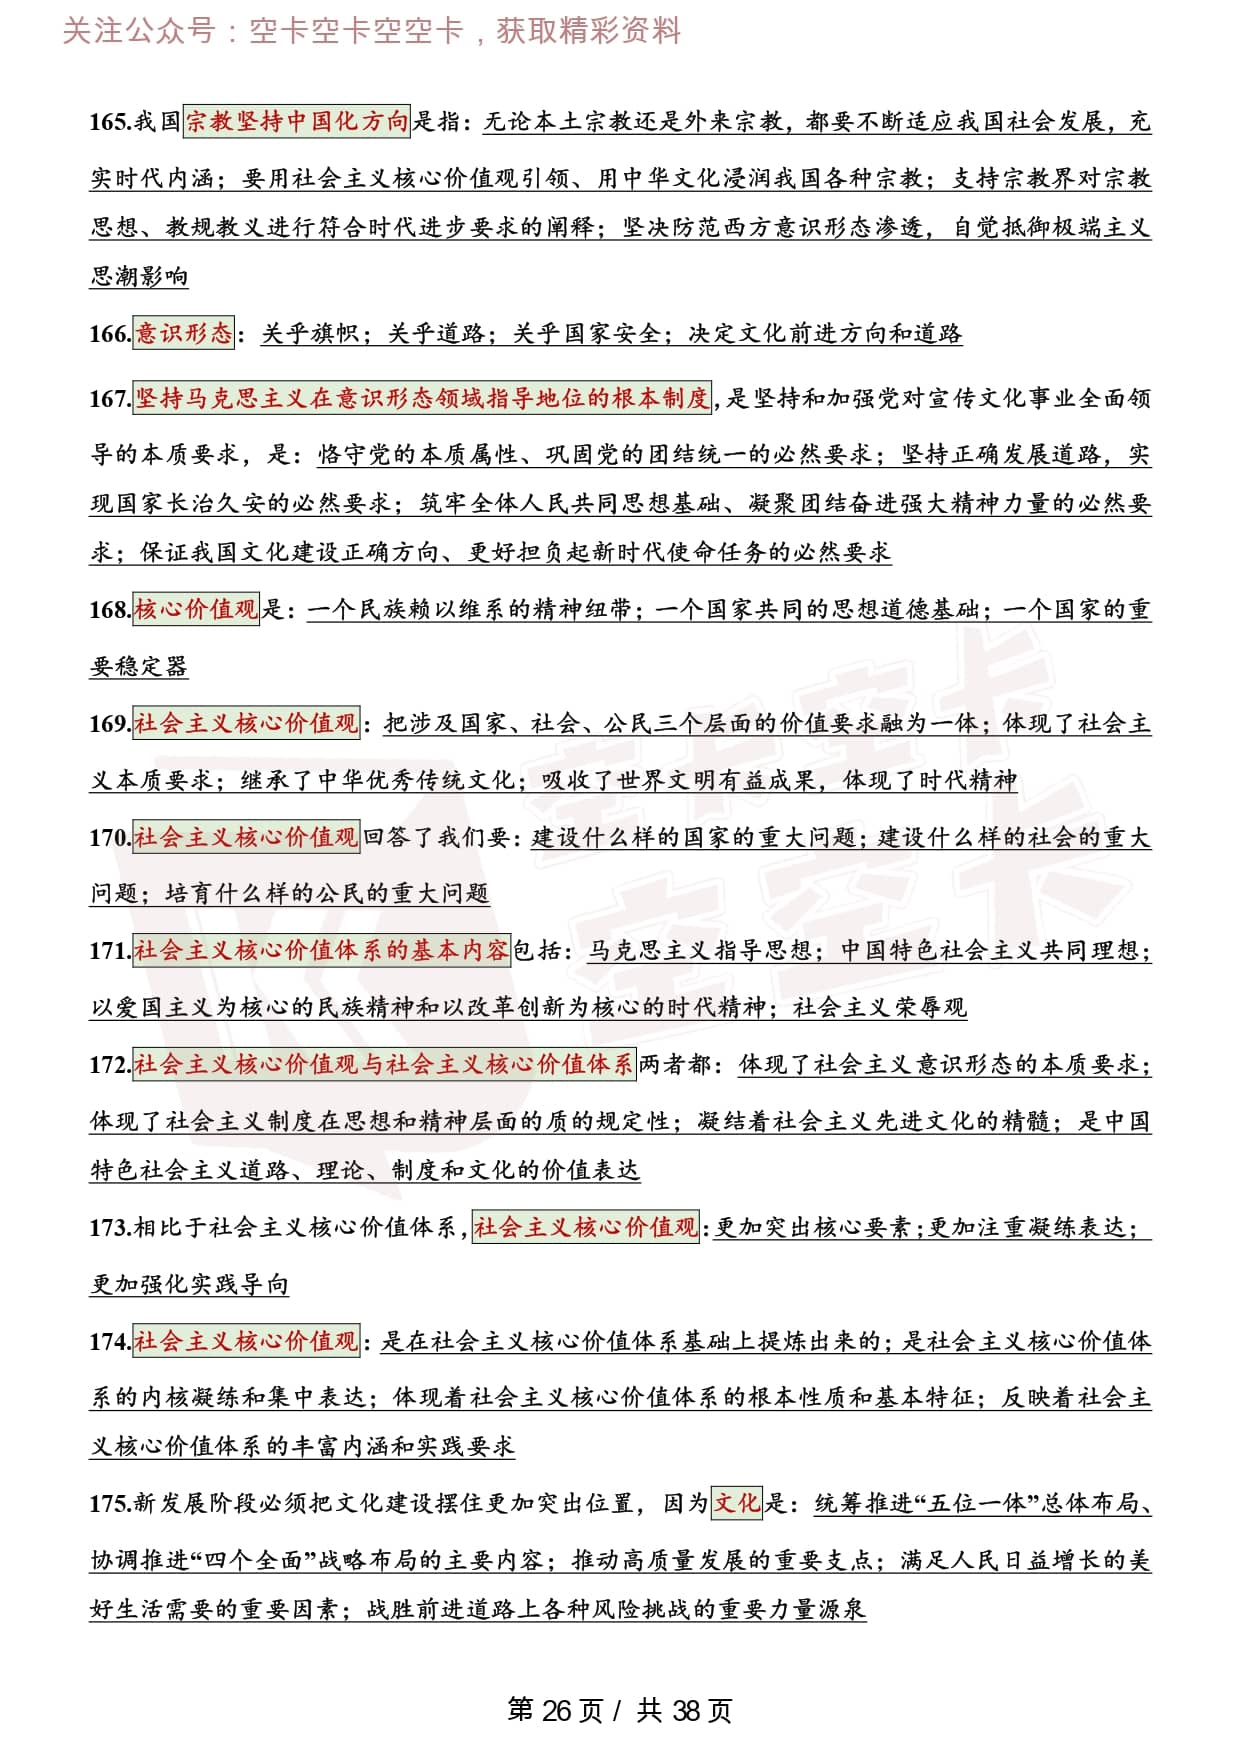 关注公众号：空卡空卡空空卡，获取精彩资料
165.我国宗教坚持中国化方向是指：无论本土宗教还是外来宗教，都要不断适应我国社会发展，充
实时代内涵；要用社会主义核心价值观引领、用中华文化浸润我国各种宗教；支持宗教界对宗教
思想、教规教义进行符合时代进步要求的阐释；坚决防范西方意识形态渗透，自觉抵御极端主义
思潮影响
166.意识形态：关乎旗帜；关乎道路；关乎国家安全；决定文化前进方向和道路
167.坚持马克思主义在意识形态领域指导地位的根本制度，是坚持和加强党对宣传文化事业全面领
导的本质要求，是：恪守党的本质属性、巩固党的团结统一的必然要求；坚持正确发展道路，实
现国家长治久安的必然要求；筑牢全体人民共同思想基础、凝聚团结奋进强大精神力量的必然要
求；保证我国文化建设正确方向、更好担负起新时代使命任务的必然要求
168.核心价值观是：一个民族赖以维系的精神纽带；一个国家共同的思想道德基础；一个国家的重
要稳定器
169.社会主义核心价值观：把涉及国家、社会、公民三个层面的价值要求融为一体；体现了社会主
义本质要求；继承了中华优秀传统文化；吸收了世界文明有益成果，体现了时代精神
170.社会主义核心价值观回答了我们要：建设什么样的国家的重大问题；建设什么样的社会的重大
问题；培育什么样的公民的重大问题
171.社会主义核心价值体系的基本内容包括：马克思主义指导思想；中国特色社会主义共同理想；
以爱国主义为核心的民族精神和以改革创新为核心的时代精神；社会主义荣辱观
172.社会主义核心价值观与社会主义核心价值体系两者都：体现了社会主义意识形态的本质要求；
体现了社会主义制度在思想和精神层面的质的规定性；凝结着社会主义先进文化的精髓；是中国
特色社会主义道路、理论、制度和文化的价值表达
173.相比于社会主义核心价值体系，社会主义核心价值观：更加突出核心要素；更加注重凝练表达；
更加强化实践导向
174.社会主义核心价值观：是在社会主义核心价值体系基础上提炼出来的；是社会主义核心价值体
系的内核凝练和集中表达；体现着社会主义核心价值体系的根本性质和基本特征；反映着社会主
义核心价值体系的丰富内涵和实践要求
175.新发展阶段必须把文化建设摆住更加突出位置，因为文化是：统筹推进“五位一体”总体布局、
协调推进“四个全面”战略布局的主要内容；推动高质量发展的重要支点；满足人民日益增长的美
好生活需要的重要因素；战胜前进道路上各种风险挑战的重要力量源泉
空卡空卡
空空卡
第 26 页 / 共 38 页